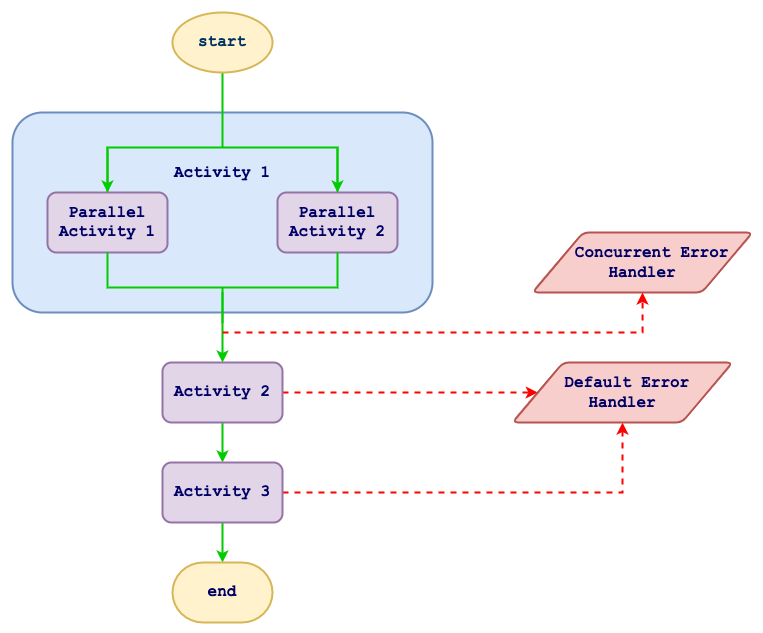 start
Activity 1
Parallel
Activity 1
Parallel
Activity 2
Concurrent Error
Handler
Activity 2
Default Error
Handler
Activity 3
end